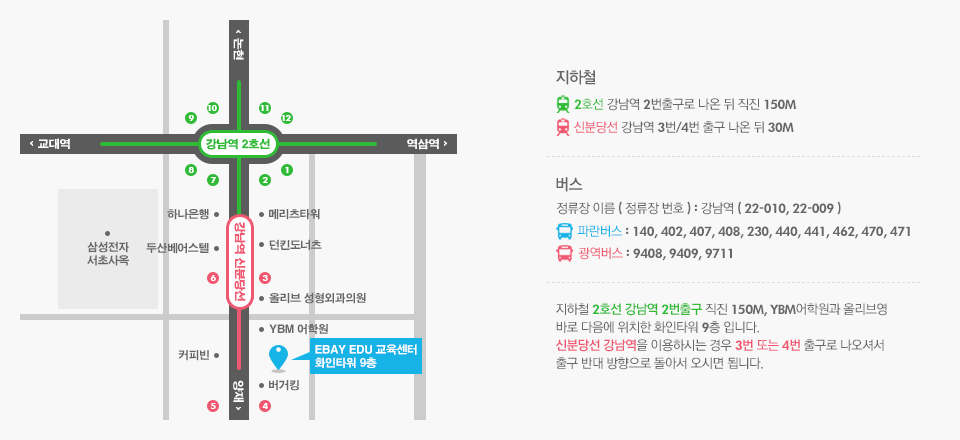 ‹ 논현
10
11
9
12
‹ 교대역
강남역 2호선
역삼역 ›
8
1
7
2
하나은행
메리츠타워
강남역 신분당선
삼성전자
서초사옥
두산베어스텔
던킨도너츠
6
3
올리브 성형외과의원
YBM 어학원
커피빈
EBAY EDU 교육센터
화인타워 9층
양재 ›
버거킹
5
4
지하철
2호선 강남역 2번출구로 나온 뒤 직진 150M
신분당선 강남역 3번/4번 출구 나온 뒤 30M
버스
정류장 이름 ( 정류장 번호 ) : 강남역 ( 22-010, 22-009 )
파란버스 : 140, 402, 407, 408, 230, 440, 441, 462, 470, 471
광역버스 : 9408, 9409, 9711
지하철 2호선 강남역 2번출구 직진 150M, YBM어학원과 올리브영
바로 다음에 위치한 화인타워 9층 입니다.
신분당선 강남역을 이용하시는 경우 3번 또는 4번 출구로 나오셔서
출구 반대 방향으로 돌아서 오시면 됩니다.